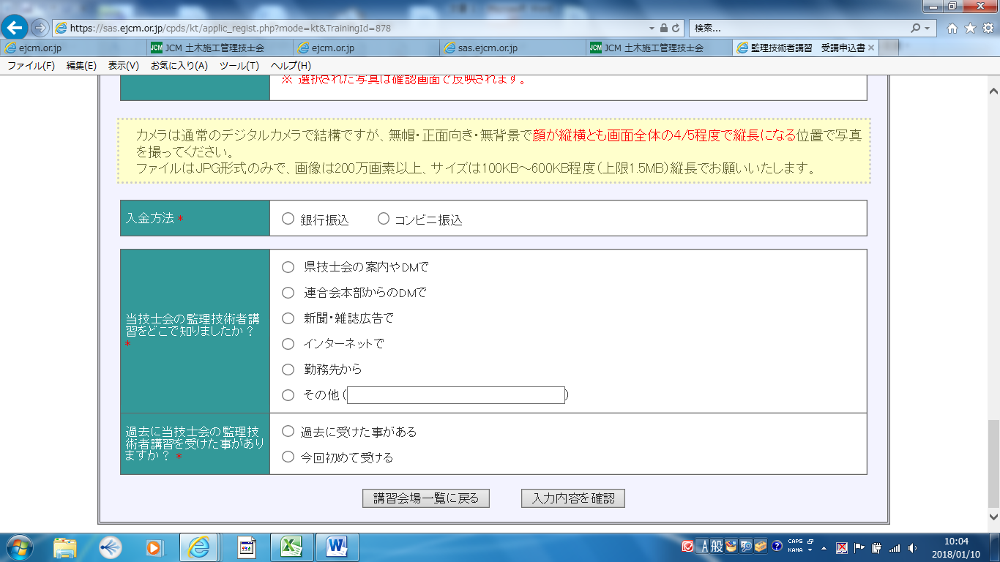 https://sas.ejcm.or.jp/cpds/kt/applic_regist.php?mode=kt&TrainingId=878
検索...
ejcm.or.jp
JCM 土木施工管理技士会
ejcm.or.jp
sas.ejcm.or.jp
JCM 土木施工管理技士会
監理技術者講習　受講申込書
ファイル(F) 編集(E) 表示(V) お気に入り(A) ツール(T) ヘルプ(H)
※ 選択された写真は確認画面で反映されます。
カメラは通常のデジタルカメラで結構ですが、無帽・正面向き・無背景で顔が縦横とも画面全体の4/5程度で縦長になる位置で写真
を撮ってください。
ファイルはJPG形式のみで、画像は200万画素以上、サイズは100KB～600KB程度（上限1.5MB）縦長でお願いいたします。
入金方法 *
銀行振込 コンビニ振込
当技士会の監理技術者講
習をどこで知りましたか？
*
県技士会の案内やDMで
連合会本部からのDMで
新聞・雑誌広告で
インターネットで
勤務先から
その他（ ）
過去に当技士会の監理技
術者講習を受けた事があり
ますか？ *
過去に受けた事がある
今回初めて受ける
講習会場一覧に戻る 入力内容を確認
A 般
CAPS
KANA
10:04
2018/01/10